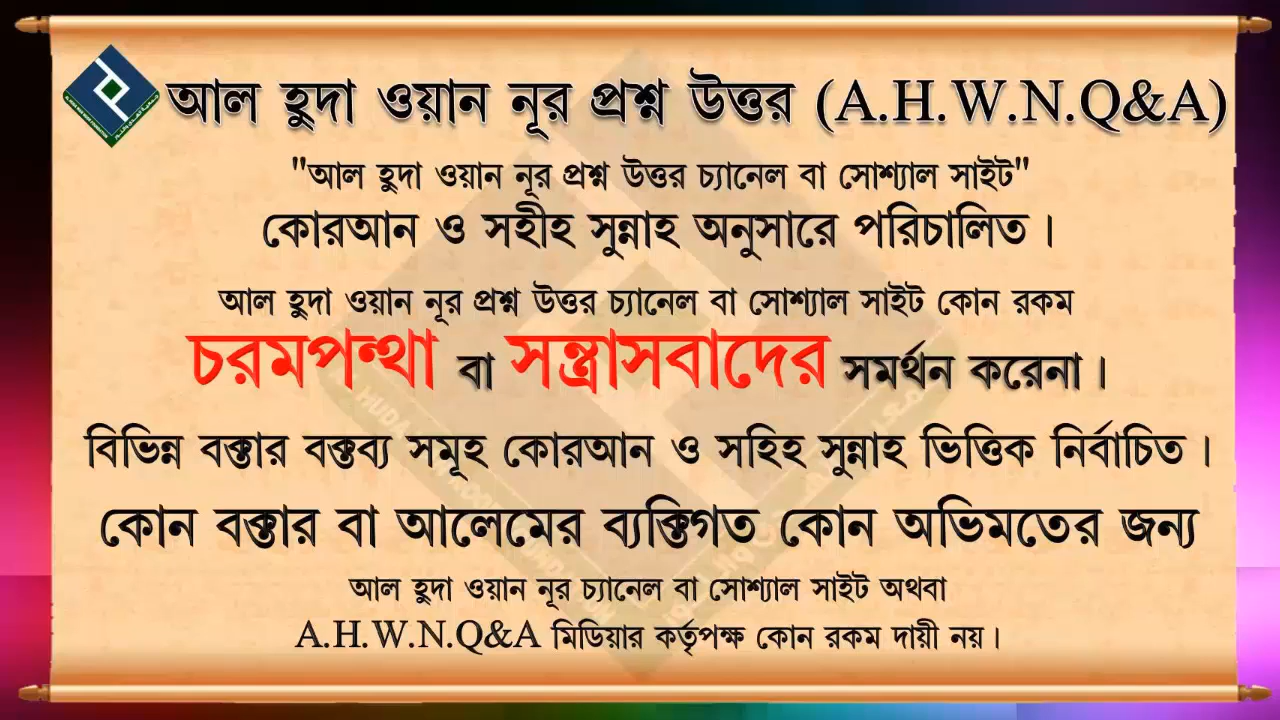 আল হুদা ওয়ান নূর প্রশ্ন উত্তর (A.H.W.N.Q&A)
"আল হুদা ওয়ান নূর প্রশ্ন উত্তর চ্যানেল বা সোশ্যাল সাইট"
কোরআন ও সহীহ সুন্নাহ অনুসারে পরিচালিত।
আল হুদা ওয়ান নূর প্রশ্ন উত্তর চ্যানেল বা সোশ্যাল সাইট কোন রকম
চরমপন্থা বা সন্ত্রাসবাদের সমর্থন করেনা।
বিভিন্ন বক্তার বক্তব্য সমূহ কোরআন ও সহিহ সুন্নাহ ভিত্তিক নির্বাচিত।
কোন বক্তার বা আলেমের ব্যক্তিগত কোন অভিমতের জন্য
আল হুদা ওয়ান নূর চ্যানেল বা সোশ্যাল সাইট অথবা
A.H.W.N.Q&A মিডিয়ার কর্তৃপক্ষ কোন রকম দায়ী নয়।